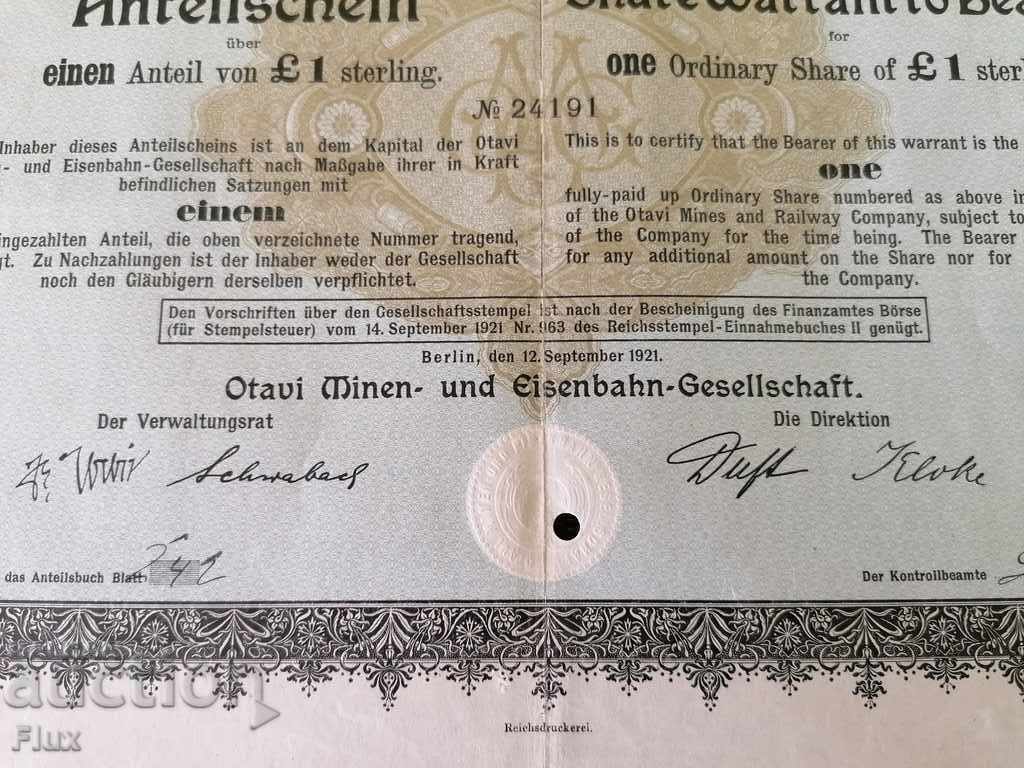 Anteilschein
über
einen Anteil von £1 sterling.
Share Warrant to
for
one Ordinary Share of £1
№ 24191
Inhaber dieses Anteilscheins ist an dem Kapital der Otavi
- und Eisenbahn-Gesellschaft nach Maßgabe ihrer in Kraft
befindlichen Satzungen mit
einem
ingezahlten Anteil, die oben verzeichnete Nummer tragend,
gt. Zu Nachzahlungen ist der Inhaber weder der Gesellschaft
noch den Gläubigern derselben verpflichtet.
This is to certify that the Bearer of this warrant is the
one
fully-paid up Ordinary Share numbered as above in
of the Otavi Mines and Railway Company, subject to
of the Company for the time being. The Bearer
for any additional amount on the Share nor for
the Company.
Den Vorschriften über den Gesellschaftsstempel ist nach der Bescheinigung des Finanzamtes Börse
(für Stempelsteuer) vom 14. September 1921 Nr. 963 des Reichsstempel-Einnahmebuches II genügt.
Berlin, den 12. September 1921.
Otavi Minen- und Eisenbahn-Gesellschaft.
Der Verwaltungsrat
Die Direktion
Schwabach
Duft Kloke
das Anteilsbuch Blatt 242
Der Kontrollbeamte
Reichsdruckerei.
auction
Flux